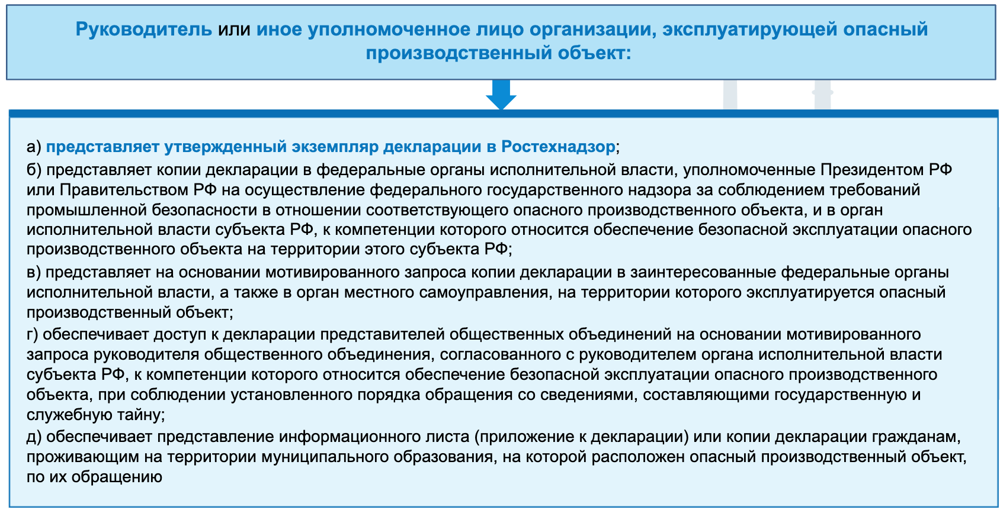 Руководитель или иное уполномоченное лицо организации, эксплуатирующей опасный
производственный объект:
а) представляет утвержденный экземпляр декларации в Ростехнадзор;
б) представляет копии декларации в федеральные органы исполнительной власти, уполномоченные Президентом РФ
или Правительством РФ на осуществление федерального государственного надзора за соблюдением требований
промышленной безопасности в отношении соответствующего опасного производственного объекта, и в орган
исполнительной власти субъекта РФ, к компетенции которого относится обеспечение безопасной эксплуатации опасного
производственного объекта на территории этого субъекта РФ;
в) представляет на основании мотивированного запроса копии декларации в заинтересованные федеральные органы
исполнительной власти, а также в орган местного самоуправления, на территории которого эксплуатируется опасный
производственный объект;
г) обеспечивает доступ к декларации представителей общественных объединений на основании мотивированного
запроса руководителя общественного объединения, согласованного с руководителем органа исполнительной власти
субъекта РФ, к компетенции которого относится обеспечение безопасной эксплуатации опасного производственного
объекта, при соблюдении установленного порядка обращения со сведениями, составляющими государственную и
служебную тайну;
д) обеспечивает представление информационного листа (приложение к декларации) или копии декларации гражданам,
проживающим на территории муниципального образования, на которой расположен опасный производственный объект,
по их обращению